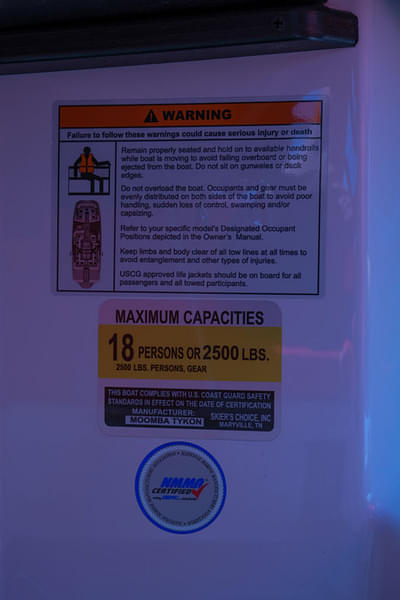 WARNING
Failure to follow these warnings could cause serious injury or death
Remain properly seated and hold on to available handrails
while boat is moving to avoid falling overboard or being
ejected from the boat. Do not sit on gunwales or deck
edges.
Do not overload the boat. Occupants and gear must be
evenly distributed on both sides of the boat to avoid poor
handling, sudden loss of control, swamping and/or
capsizing.
Refer to your specific model's Designated Occupant
Positions depicted in the Owner's Manual.
Keep limbs and body clear of all tow lines at all times to
avoid entanglement and other types of injuries.
USCG approved life jackets should be on board for all
passengers and all towed participants.
MAXIMUM CAPACITIES
18 PERSONS OR 2500 LBS.
2500 LBS. PERSONS, GEAR
THIS BOAT COMPLIES WITH U.S. COAST GUARD SAFETY
STANDARDS IN EFFECT ON THE DATE OF CERTIFICATION
MANUFACTURER: SKIER'S CHOICE, INC
MOOMBA TYKON MARYVILLE, TN
NMMA
CERTIFIED